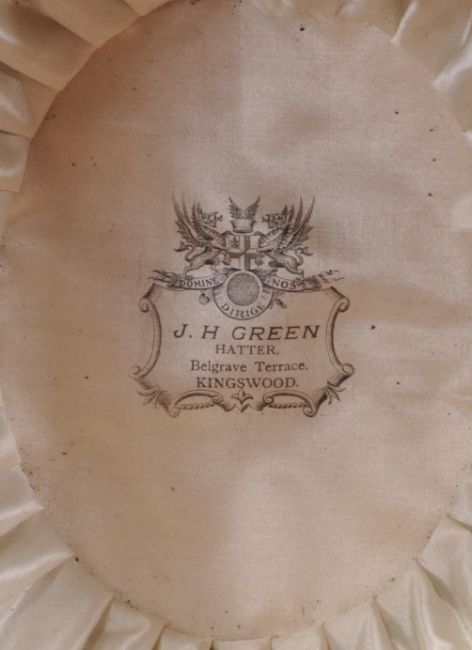 DOMINE DIRIGE NOS
J. H GREEN
HATTER.
Belgrave Terrace.
KINGSWOOD.